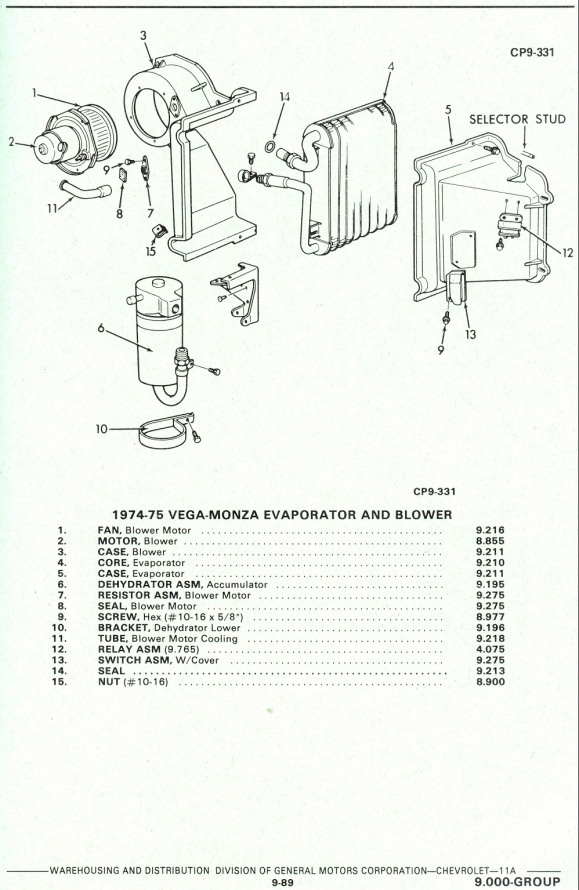 CP9-331
3
4
1
14
5
SELECTOR STUD
2
9
8
7
11
15
12
6
13
9
10
CP9-331
1974-75 VEGA-MONZA EVAPORATOR AND BLOWER
1. FAN, Blower Motor 9.216
2. MOTOR, Blower 8.855
3. CASE, Blower 9.211
4. CORE, Evaporator 9.210
5. CASE, Evaporator 9.211
6. DEHYDRATOR ASM, Accumulator 9.195
7. RESISTOR ASM, Blower Motor 9.275
8. SEAL, Blower Motor 9.275
9. SCREW, Hex (#10-16 x 5/8") 8.977
10. BRACKET, Dehydrator Lower 9.196
11. TUBE, Blower Motor Cooling 9.218
12. RELAY ASM (9.765) 4.075
13. SWITCH ASM, W/Cover 9.275
14. SEAL 9.213
15. NUT (#10-16) 8.900
WAREHOUSING AND DISTRIBUTION DIVISION OF GENERAL MOTORS CORPORATION—CHEVROLET—11A
9-89
9.000-GROUP